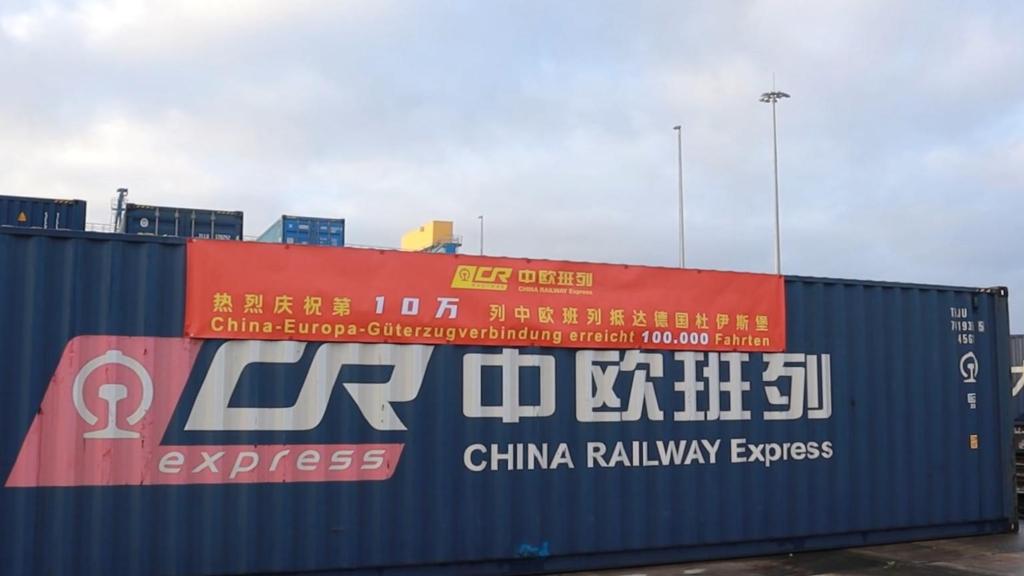 CR 中欧班列
CHINA RAILWAY Express
热烈庆祝第 10万 列中欧班列抵达德国杜伊斯堡
China-Europa-Güterzugverbindung erreicht 100.000 Fahrten
CR 中欧班列
express
CHINA RAILWAY Express